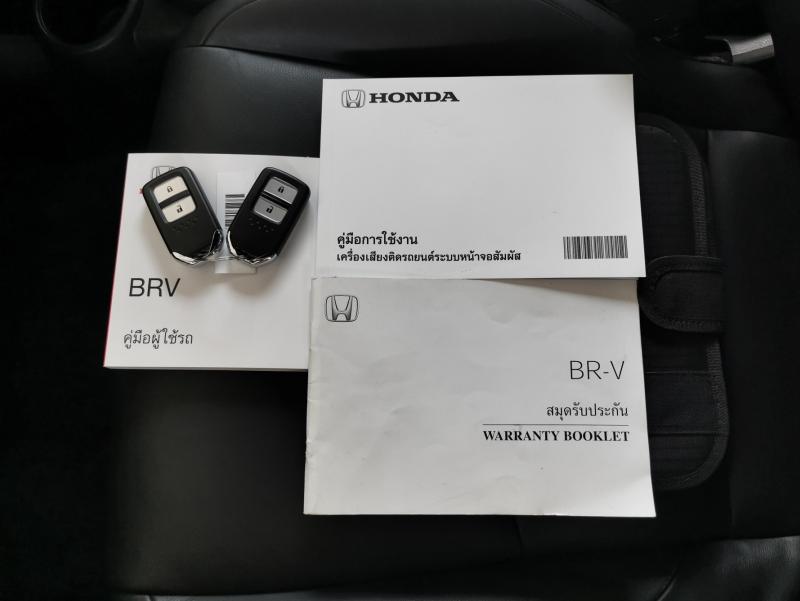 HONDA
คู่มือการใช้งาน
เครื่องเสียงติดรถยนต์ระบบหน้าจอสัมผัส
BRV
คู่มือผู้ใช้รถ
BR-V
สมุดรับประกัน
WARRANTY BOOKLET